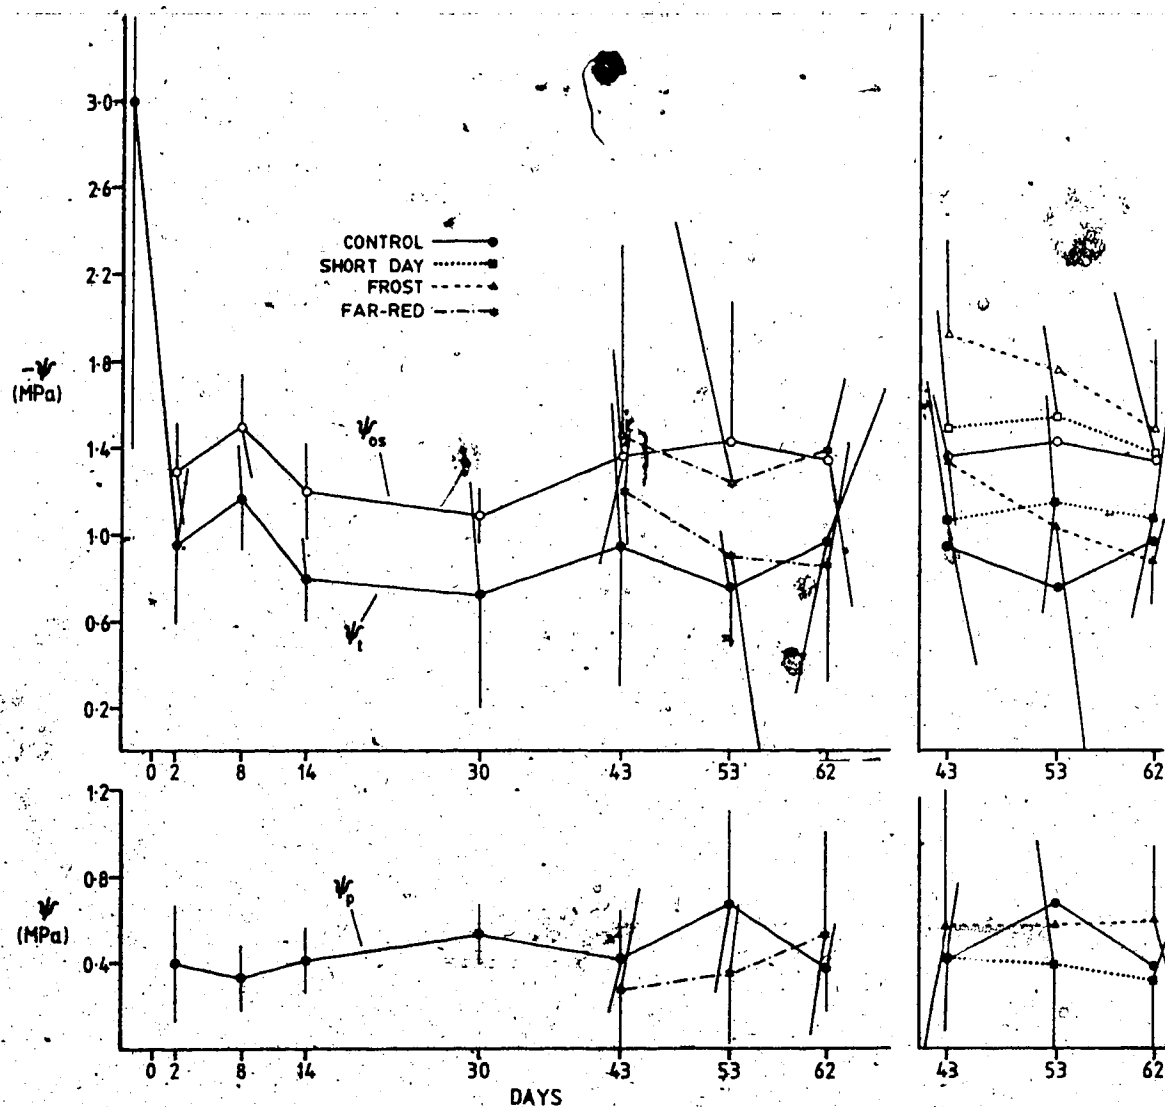 3·0
2·6
2·2
1·8
1·4
1·0
0·6
0·2
-ψ
(MPa)
CONTROL
SHORT DAY
FROST
FAR-RED
ψos
ψt
0 2 8 14 30 43 53 62
43 53 62
1·2
0·8
0·4
ψ
(MPa)
ψp
0 2 8 14 30 43 53 62
43 53 62
DAYS